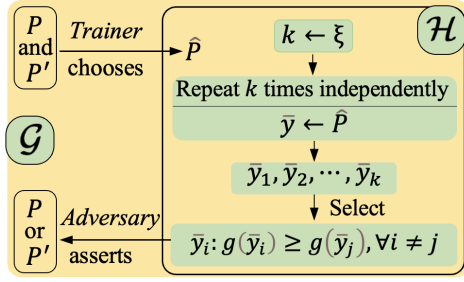 P and P′
Trainer chooses
P̂
k ← ξ
ℋ
Repeat k times independently
ȳ ← P̂
ȳ₁, ȳ₂, ⋯, ȳₖ
Select
ȳᵢ: g(ȳᵢ) ≥ g(ȳⱼ), ∀i ≠ j
𝒢
Adversary asserts
P or P′